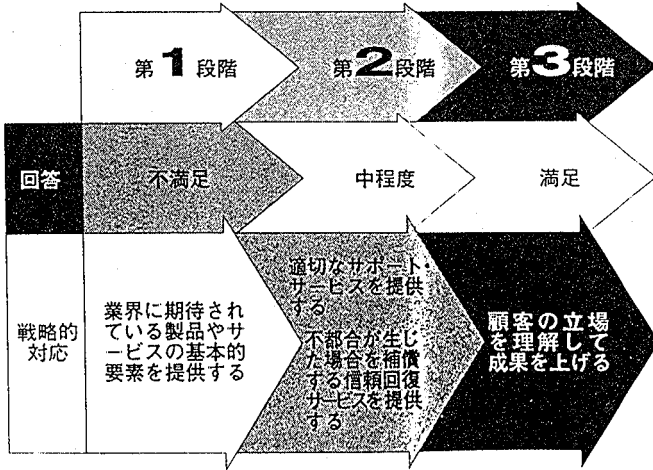 第1段階
第2段階
第3段階
回答
不満足
中程度
満足
戦略的
対応
業界に期待され
ている製品やサ
ービスの基本的
要素を提供する
適切なサポート・
サービスを提供
する
不都合が生じ
た場合を補償
する信頼回復
サービスを提供
する
顧客の立場
を理解して
成果を上げる